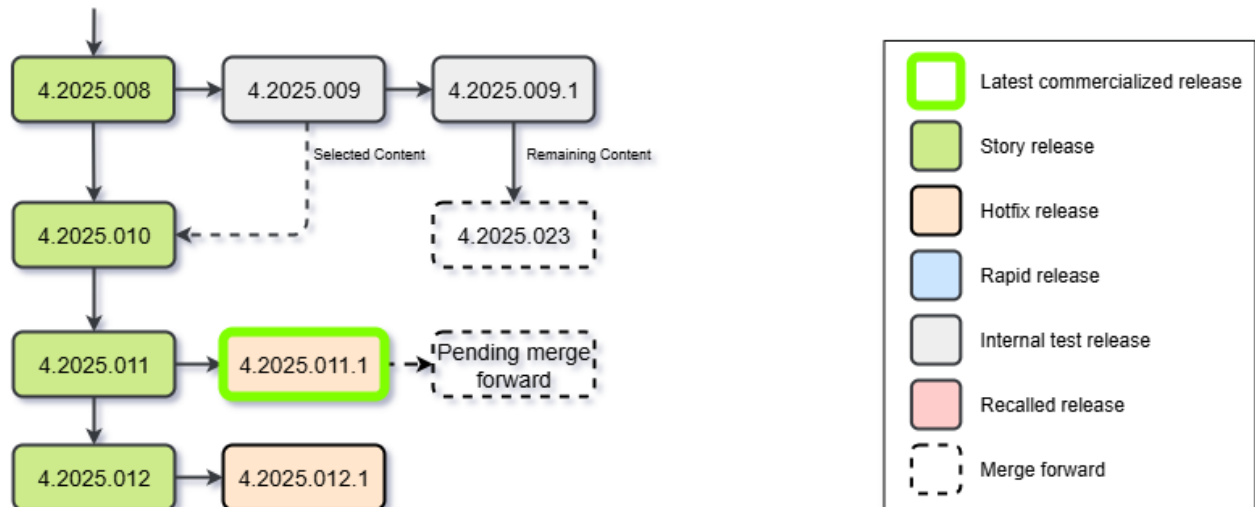 4.2025.008
4.2025.009
4.2025.009.1
Selected Content
Remaining Content
4.2025.010
4.2025.023
4.2025.011
4.2025.011.1
Pending merge
forward
4.2025.012
4.2025.012.1
Latest commercialized release
Story release
Hotfix release
Rapid release
Internal test release
Recalled release
Merge forward